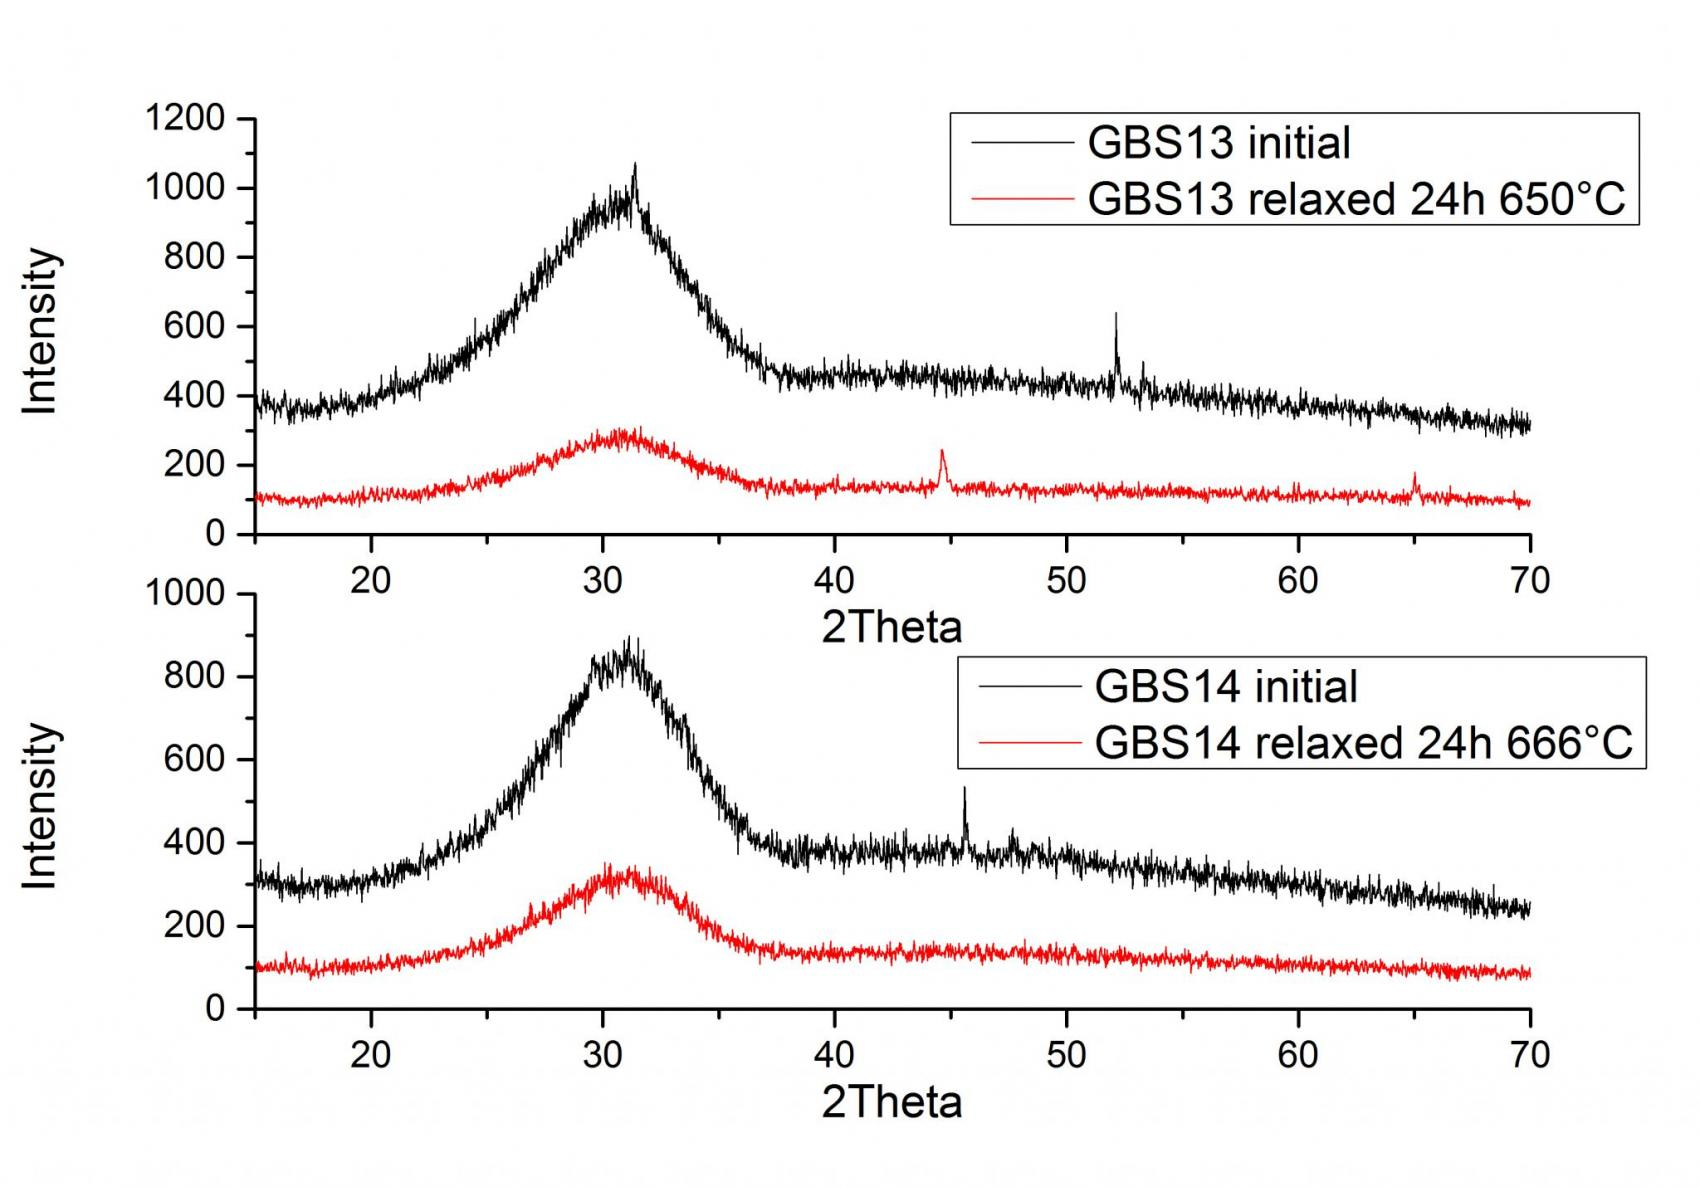 GBS13 initial
GBS13 relaxed 24h 650°C
1200
1000
800
600
400
200
0
Intensity
20 30 40 50 60 70
2Theta
GBS14 initial
GBS14 relaxed 24h 666°C
1000
800
600
400
200
0
Intensity
20 30 40 50 60 70
2Theta